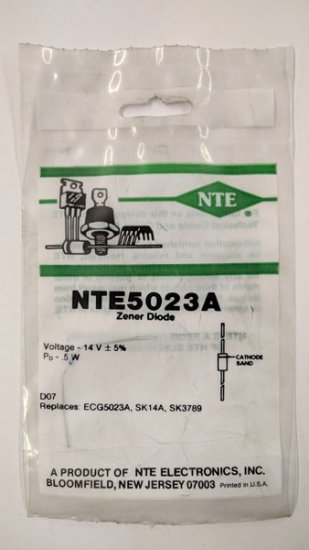 NTE
®
NTE5023A
Zener Diode
Voltage - 14 V ± 5%
PD - .5 W
CATHODE
BAND
D07
Replaces: ECG5023A, SK14A, SK3789
A PRODUCT OF NTE ELECTRONICS, INC.
BLOOMFIELD, NEW JERSEY 07003 Printed in U.S.A.